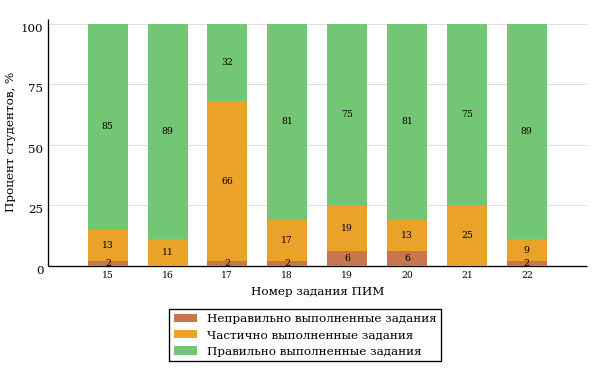 100
75
50
25
0
Процент студентов, %
85 89 32 81 75 81 75 89
13 11 66 17 19 13 25 9
2 2 2 6 6 2
15 16 17 18 19 20 21 22
Номер задания ПИМ
Неправильно выполненные задания
Частично выполненные задания
Правильно выполненные задания